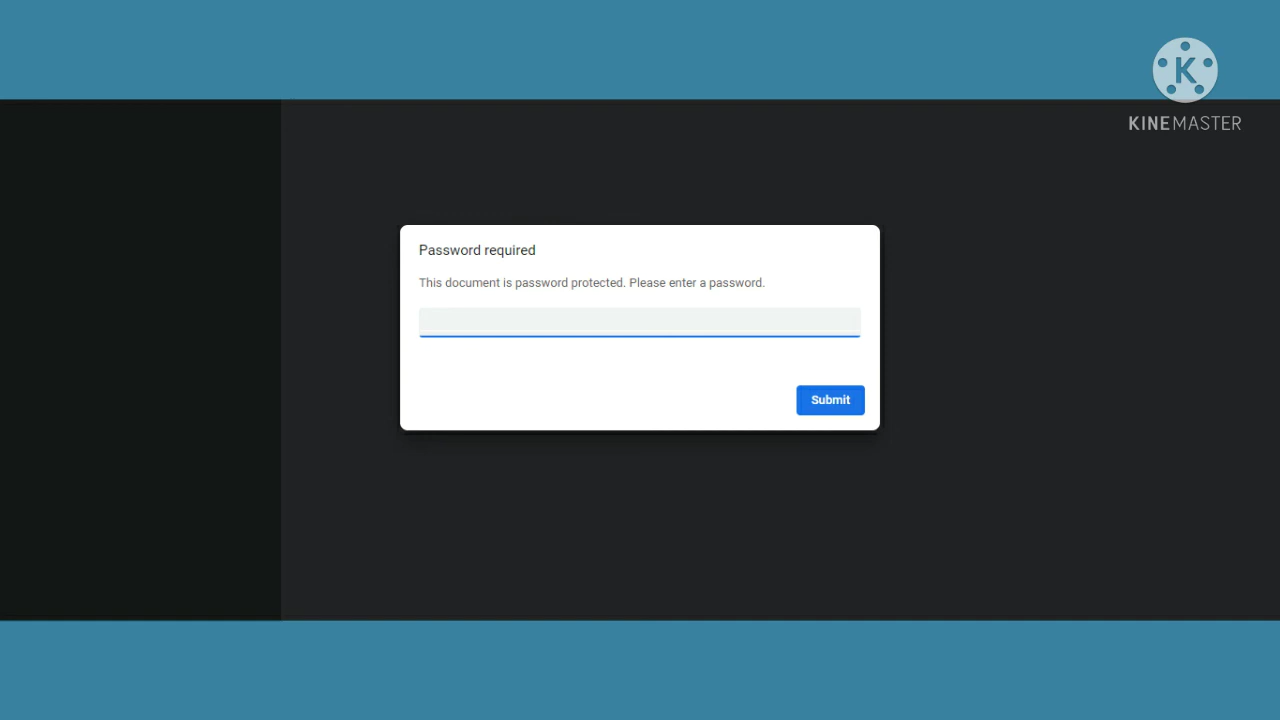 K
KINEMASTER
Password required
This document is password protected. Please enter a password.
Submit